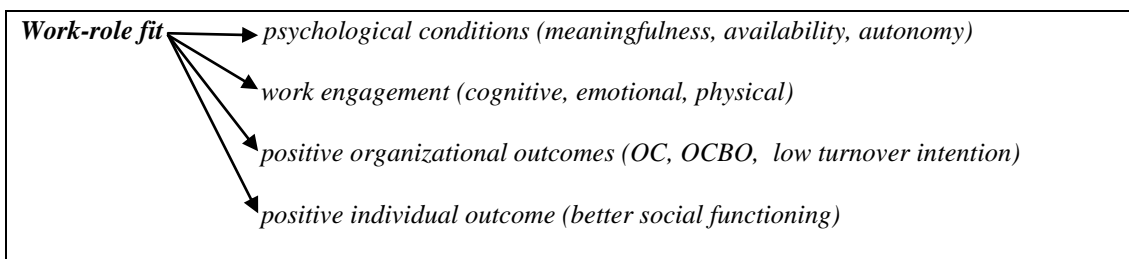 Work-role fit psychological conditions (meaningfulness, availability, autonomy)
work engagement (cognitive, emotional, physical)
positive organizational outcomes (OC, OCBO, low turnover intention)
positive individual outcome (better social functioning)